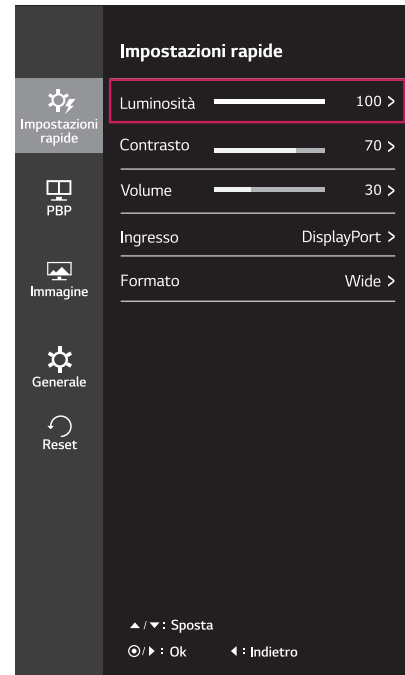 Impostazioni rapide
Impostazioni
rapide
PBP
Immagine
Generale
Reset
Luminosità 100 >
Contrasto 70 >
Volume 30 >
Ingresso DisplayPort >
Formato Wide >
▲/▼: Sposta
◉/▶ : Ok ◀ : Indietro